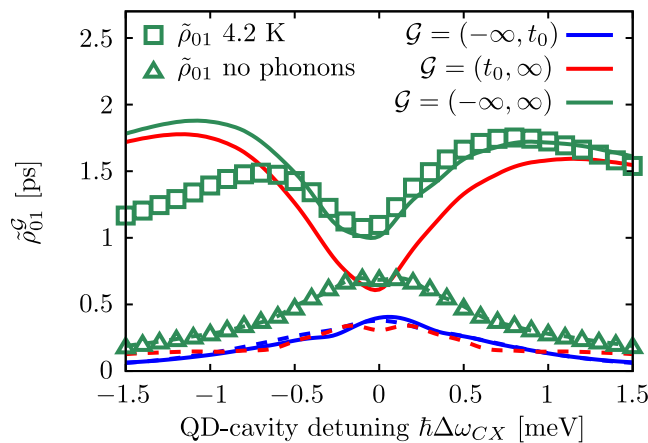 2.5
2
1.5
1
0.5
0
ρ̃₀₁ᴳ [ps]
ρ̃₀₁ 4.2 K
ρ̃₀₁ no phonons
𝒢 = (−∞, t₀)
𝒢 = (t₀, ∞)
𝒢 = (−∞, ∞)
−1.5 −1 −0.5 0 0.5 1 1.5
QD-cavity detuning ℏΔω_CX [meV]